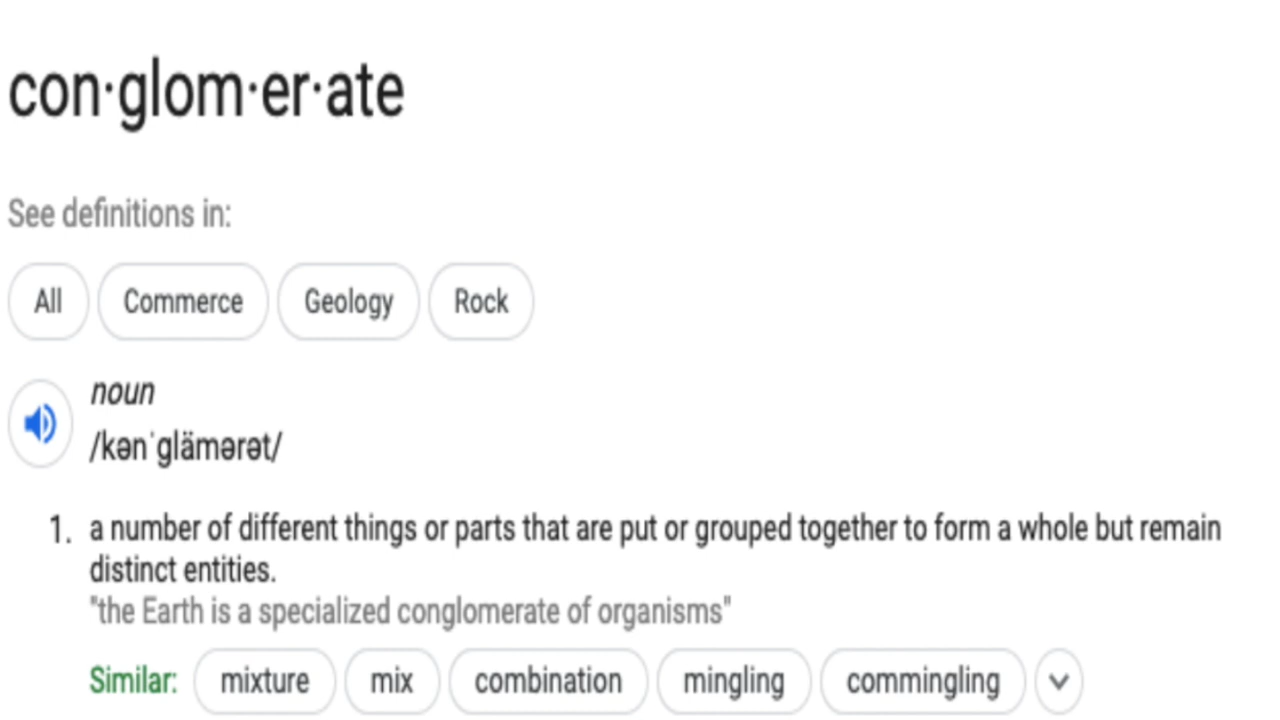 con·glom·er·ate
See definitions in:
All Commerce Geology Rock
noun
/kənˈɡlämərət/
1. a number of different things or parts that are put or grouped together to form a whole but remain
distinct entities.
"the Earth is a specialized conglomerate of organisms"
Similar: mixture mix combination mingling commingling